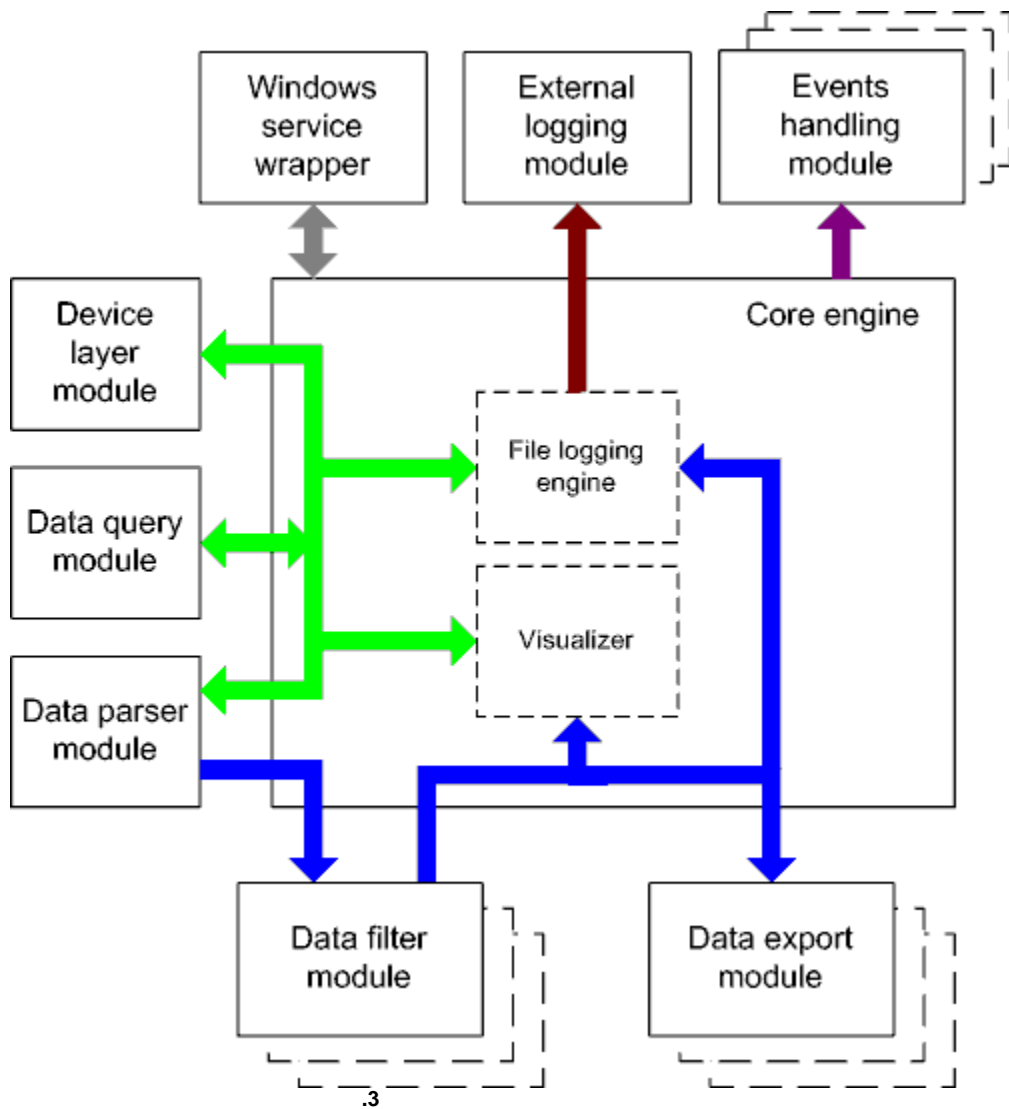 Windows
service
wrapper
External
logging
module
Events
handling
module
Device
layer
module
Core engine
File logging
engine
Data query
module
Visualizer
Data parser
module
Data filter
module
Data export
module
.3